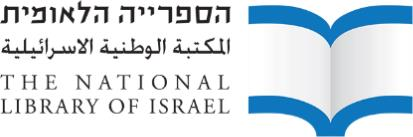 הספרייה הלאומית
المكتبة الوطنية الاسرائيلية
THE NATIONAL
LIBRARY OF ISRAEL